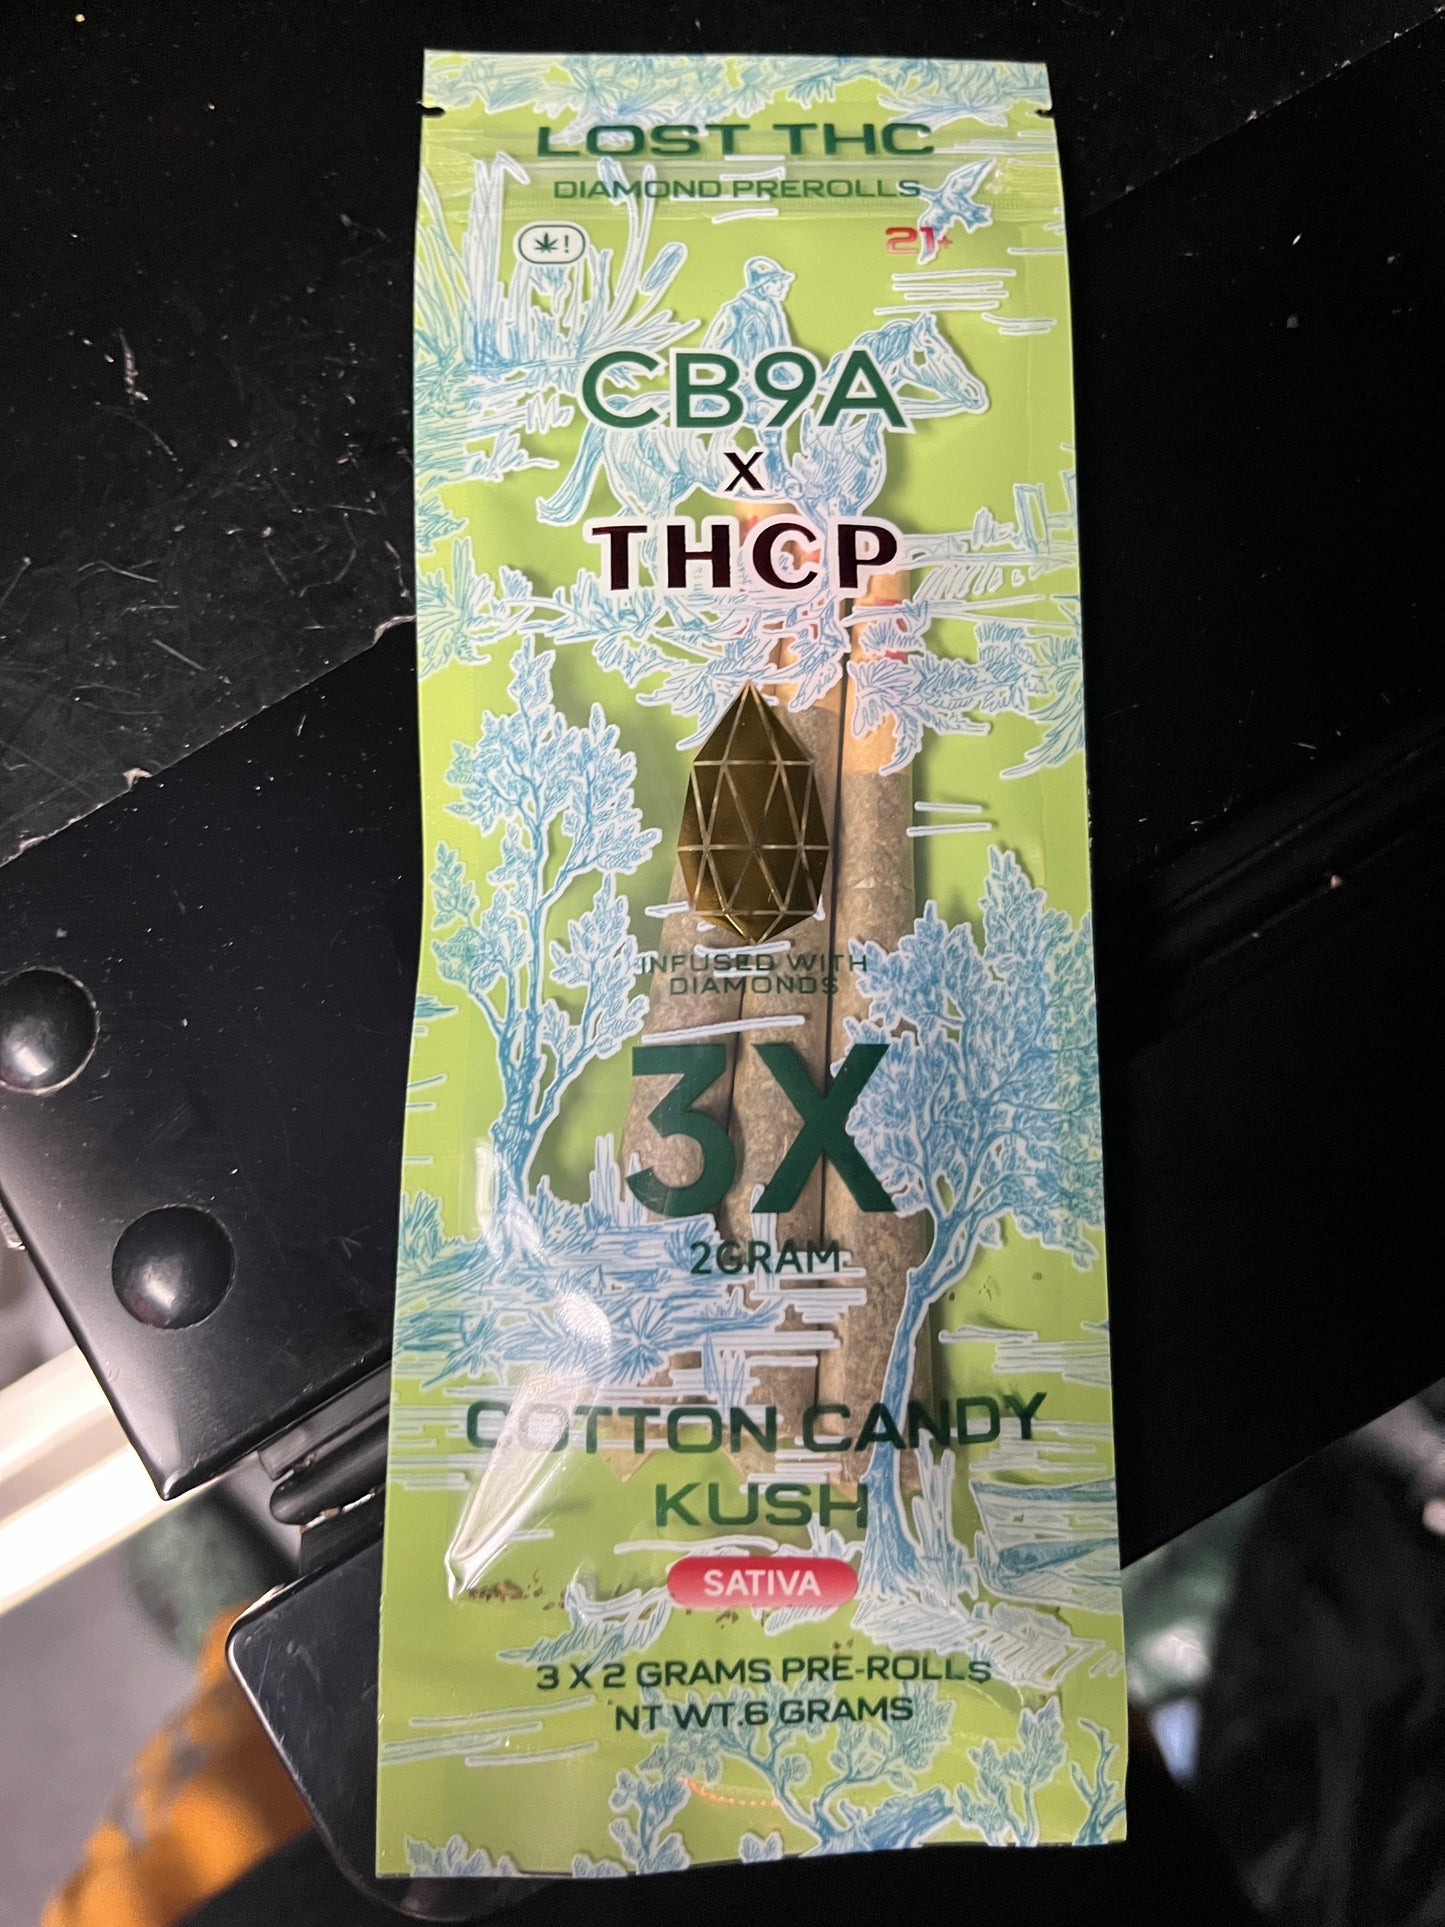 LOST THC
DIAMOND PREROLLS
!
21+
CB9A
X
THCP
INFUSED WITH
DIAMONDS
3X
2GRAM
COTTON CANDY
KUSH
SATIVA
3 X 2 GRAMS PRE-ROLLS
NT WT.6 GRAMS